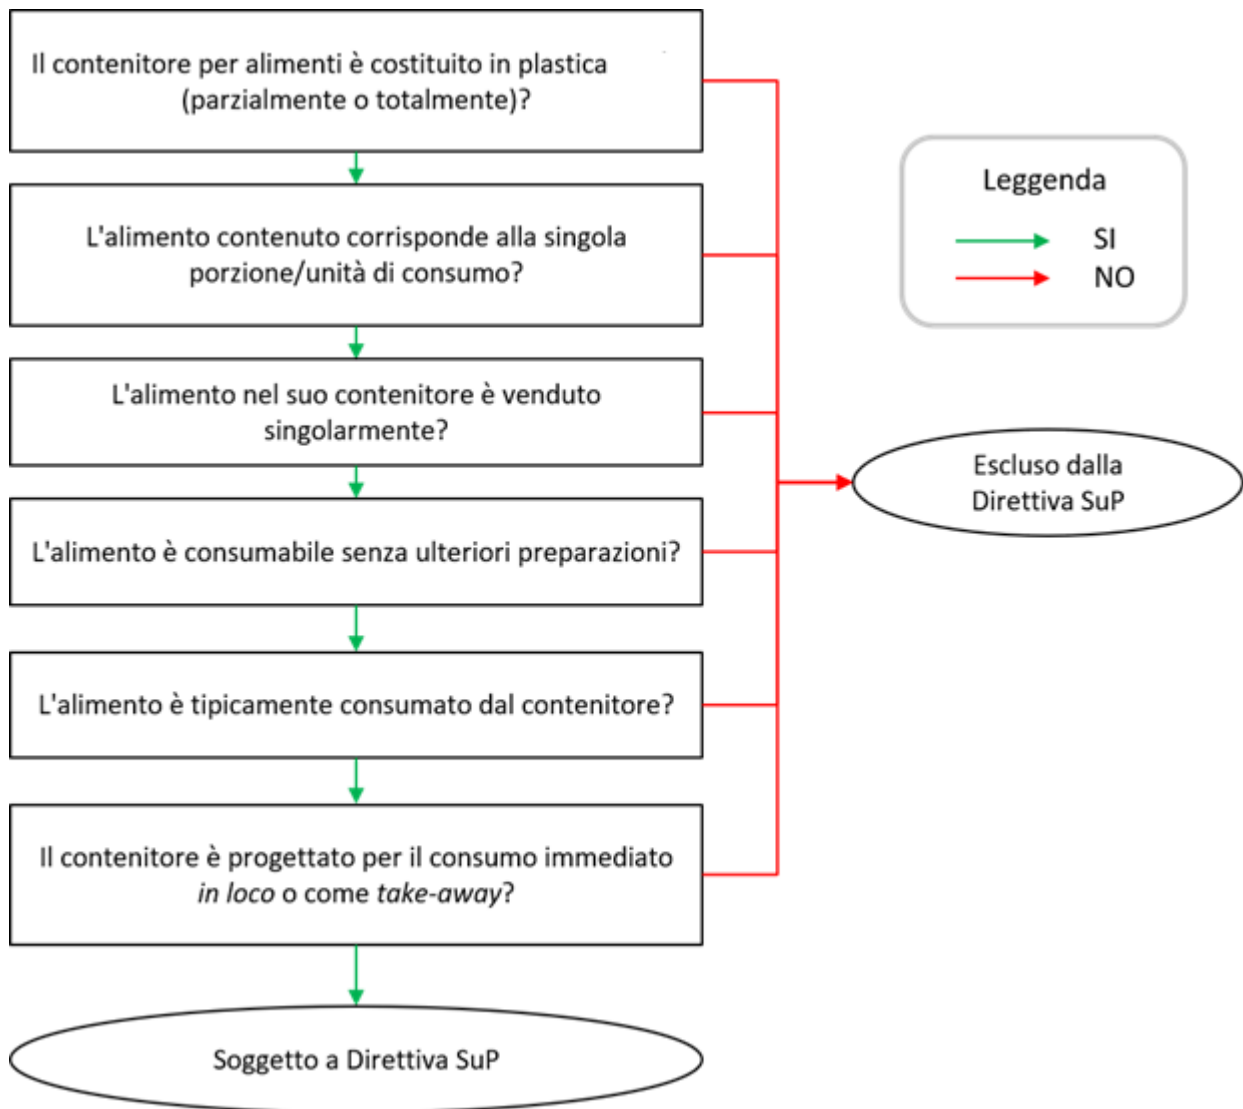 Il contenitore per alimenti è costituito in plastica
(parzialmente o totalmente)?
L'alimento contenuto corrisponde alla singola
porzione/unità di consumo?
L'alimento nel suo contenitore è venduto
singolarmente?
L'alimento è consumabile senza ulteriori preparazioni?
L'alimento è tipicamente consumato dal contenitore?
Il contenitore è progettato per il consumo immediato
in loco o come take-away?
Soggetto a Direttiva SuP
Leggenda
SI
NO
Escluso dalla
Direttiva SuP